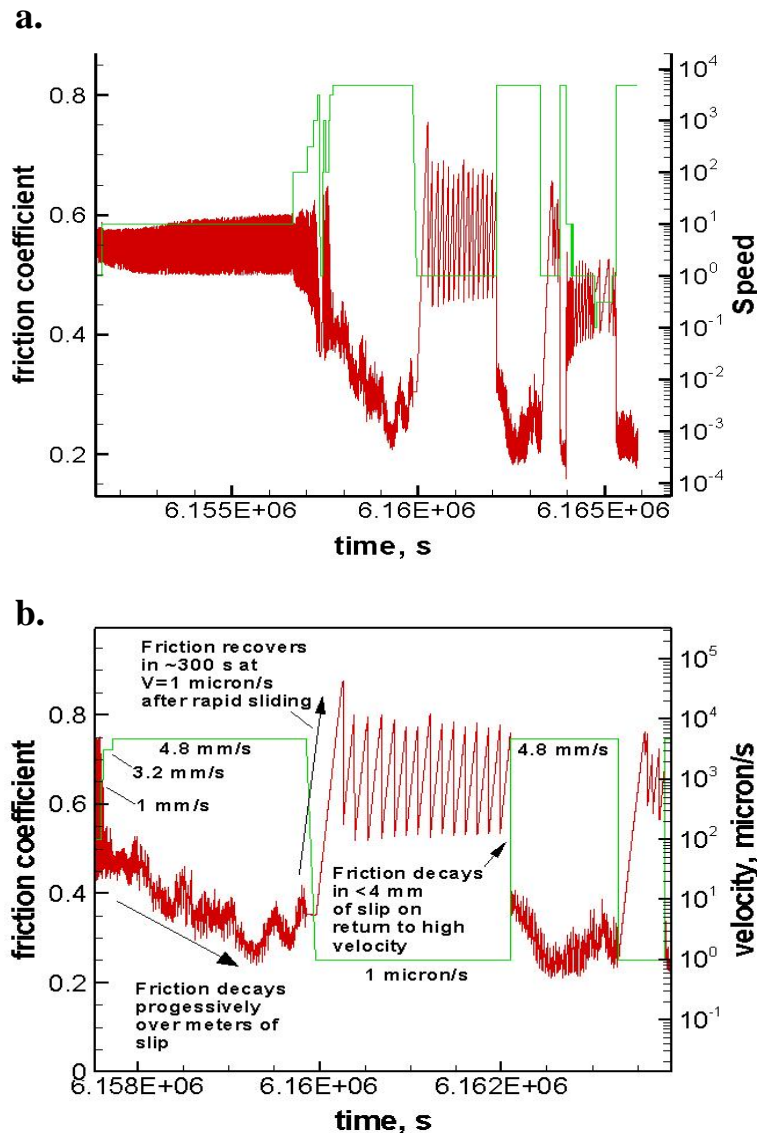 a.
friction coefficient
0.8
0.6
0.4
0.2
10^4
10^3
10^2
10^1
10^0
10^-1
10^-2
10^-3
10^-4
Speed
6.155E+06
6.16E+06
6.165E+06
time, s
b.
friction coefficient
0.8
0.6
0.4
0.2
0
Friction recovers
in ~300 s at
V=1 micron/s
after rapid sliding
4.8 mm/s
3.2 mm/s
1 mm/s
4.8 mm/s
Friction decays
in <4 mm
of slip on
return to high
velocity
1 micron/s
Friction decays
progessively
over meters of
slip
10^5
10^4
10^3
10^2
10^1
10^0
10^-1
velocity, micron/s
6.158E+06
6.16E+06
6.162E+06
time, s